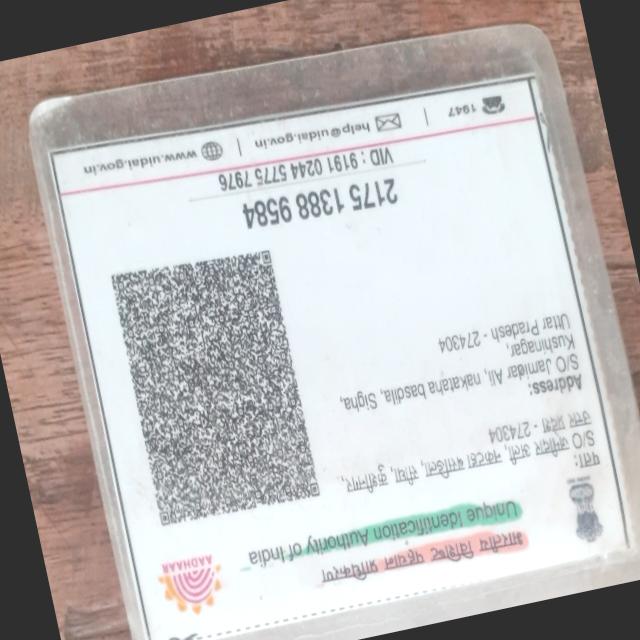 भारतीय विशिष्ट पहचान प्राधिकरण
Unique Identification Authority of India
AADHAAR
पता:
S/O जमीदार अली, नकटहा बसडिला, सिघा, कुशीनगर,
उत्तर प्रदेश - 274304
Address:
S/O Jamidar Ali, nakataha basdila, Sigha,
Kushinagar,
Uttar Pradesh - 274304
2175 1388 9584
VID : 9191 0244 5775 7976
1947 | help@uidai.gov.in | www.uidai.gov.in